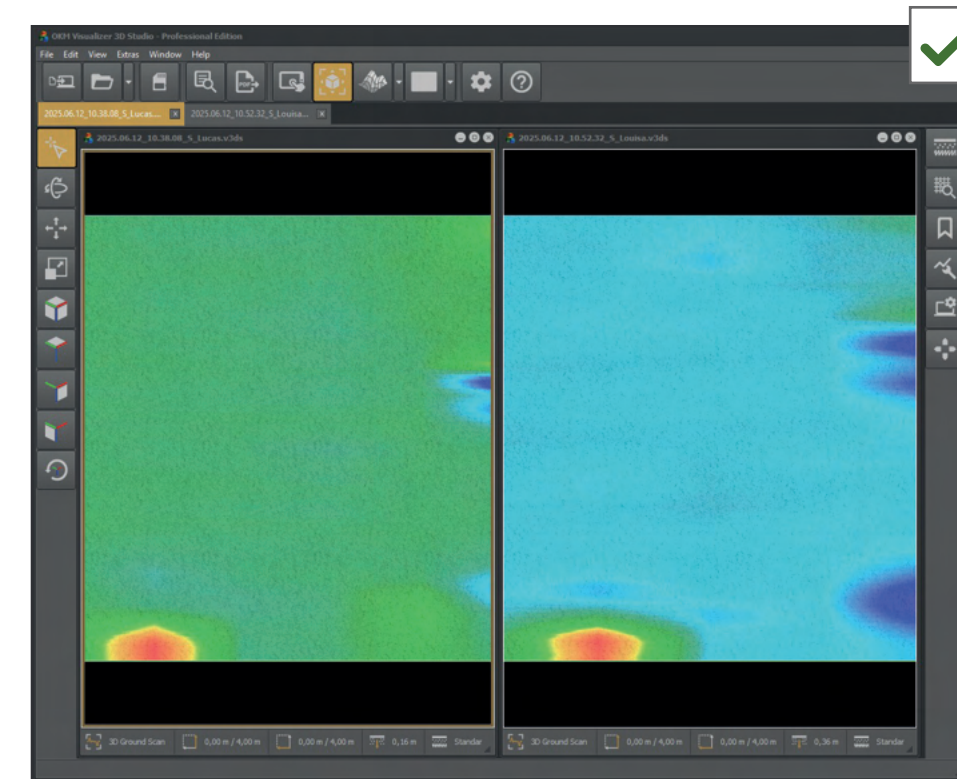 OKM Visualizer 3D Studio - Professional Edition
File Edit View Extras Window Help
PDF
2025.06.12_10.38.08_S_Lucas.... 2025.06.12_10.52.32_S_Louisa...
2025.06.12_10.38.08_S_Lucas.v3ds
2025.06.12_10.52.32_S_Louisa.v3ds
3D Ground Scan 0,00 m / 4,00 m 0,00 m / 4,00 m 0,16 m Standar
3D Ground Scan 0,00 m / 4,00 m 0,00 m / 4,00 m 0,36 m Standar